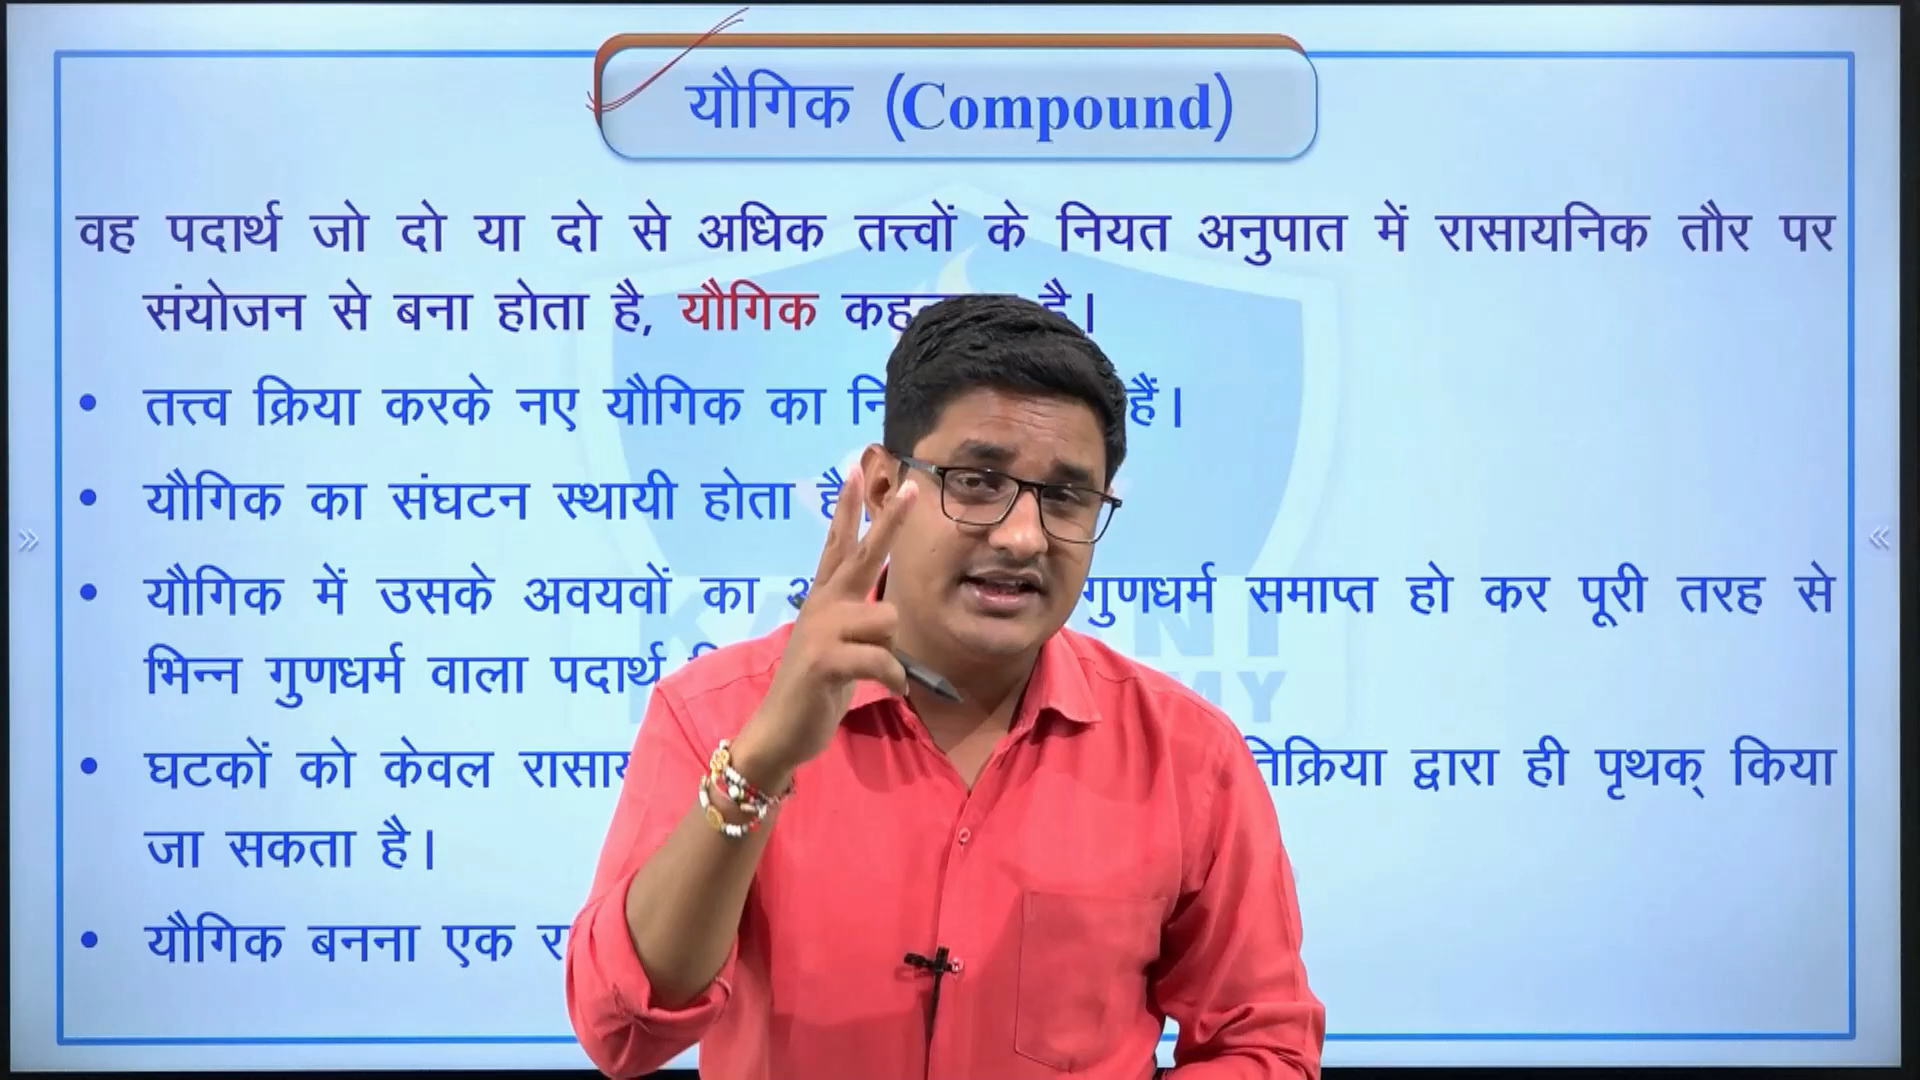 यौगिक (Compound)
वह पदार्थ जो दो या दो से अधिक तत्त्वों के नियत अनुपात में रासायनिक तौर पर
संयोजन से बना होता है, यौगिक है।
तत्त्व क्रिया करके नए यौगिक का हैं।
यौगिक का संघटन स्थायी होता है
यौगिक में उसके अवयवों का गुणधर्म समाप्त हो कर पूरी तरह से
भिन्न गुणधर्म वाला पदार्थ
घटकों को केवल द्वारा ही पृथक् किया
जा सकता है।
यौगिक बनना एक